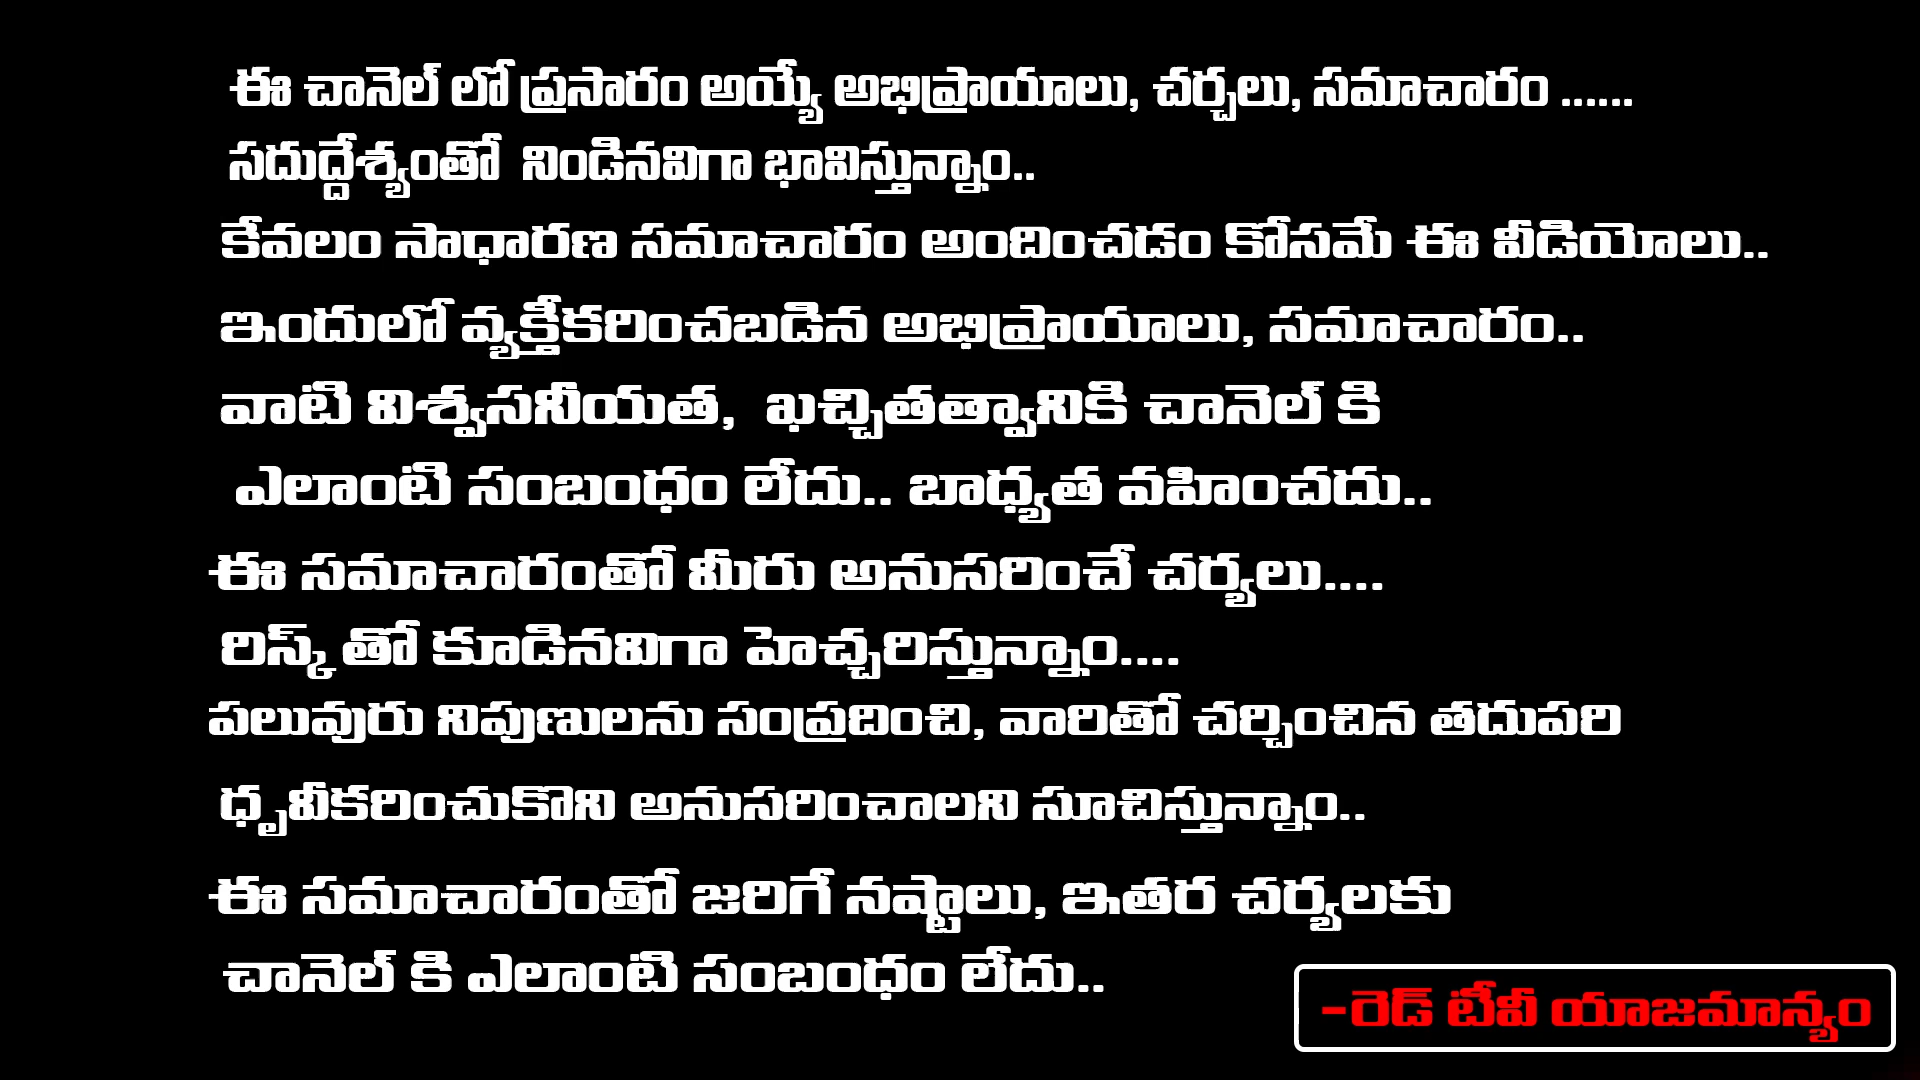 ఈ చానెల్ లో ప్రసారం అయ్యే అభిప్రాయాలు, చర్చలు, సమాచారం ......
సదుద్దేశ్యంతో నిండినవిగా భావిస్తున్నాం..
కేవలం సాధారణ సమాచారం అందించడం కోసమే ఈ వీడియోలు..
ఇందులో వ్యక్తీకరించబడిన అభిప్రాయాలు, సమాచారం..
వాటి విశ్వసనీయత, ఖచ్చితత్వానికి చానెల్ కి
ఎలాంటి సంబంధం లేదు.. బాధ్యత వహించదు..
ఈ సమాచారంతో మీరు అనుసరించే చర్యలు....
రిస్క్ తో కూడినవిగా హెచ్చరిస్తున్నాం....
పలువురు నిపుణులను సంప్రదించి, వారితో చర్చించిన తదుపరి
ధృవీకరించుకొని అనుసరించాలని సూచిస్తున్నాం..
ఈ సమాచారంతో జరిగే నష్టాలు, ఇతర చర్యలకు
చానెల్ కి ఎలాంటి సంబంధం లేదు..
-రెడ్ టీవీ యాజమాన్యం